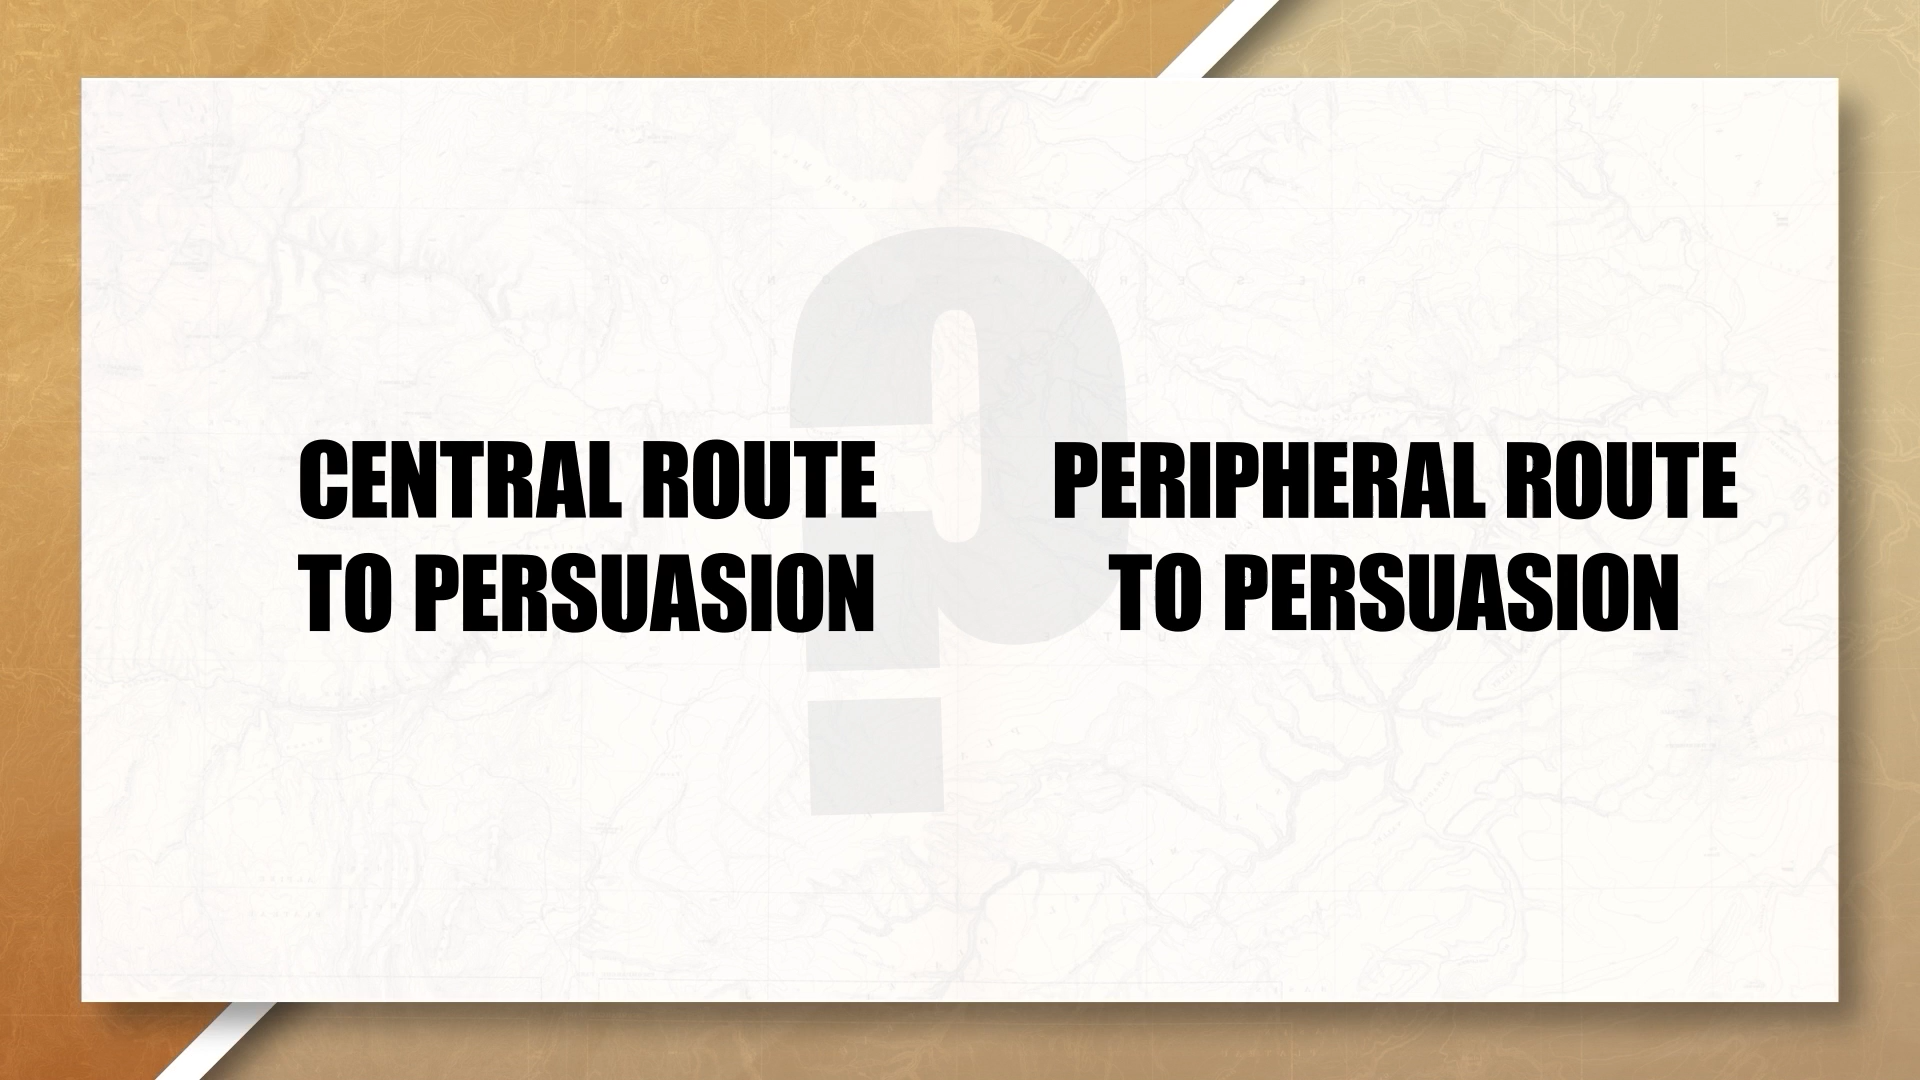 CENTRAL ROUTE
TO PERSUASION
PERIPHERAL ROUTE
TO PERSUASION
?